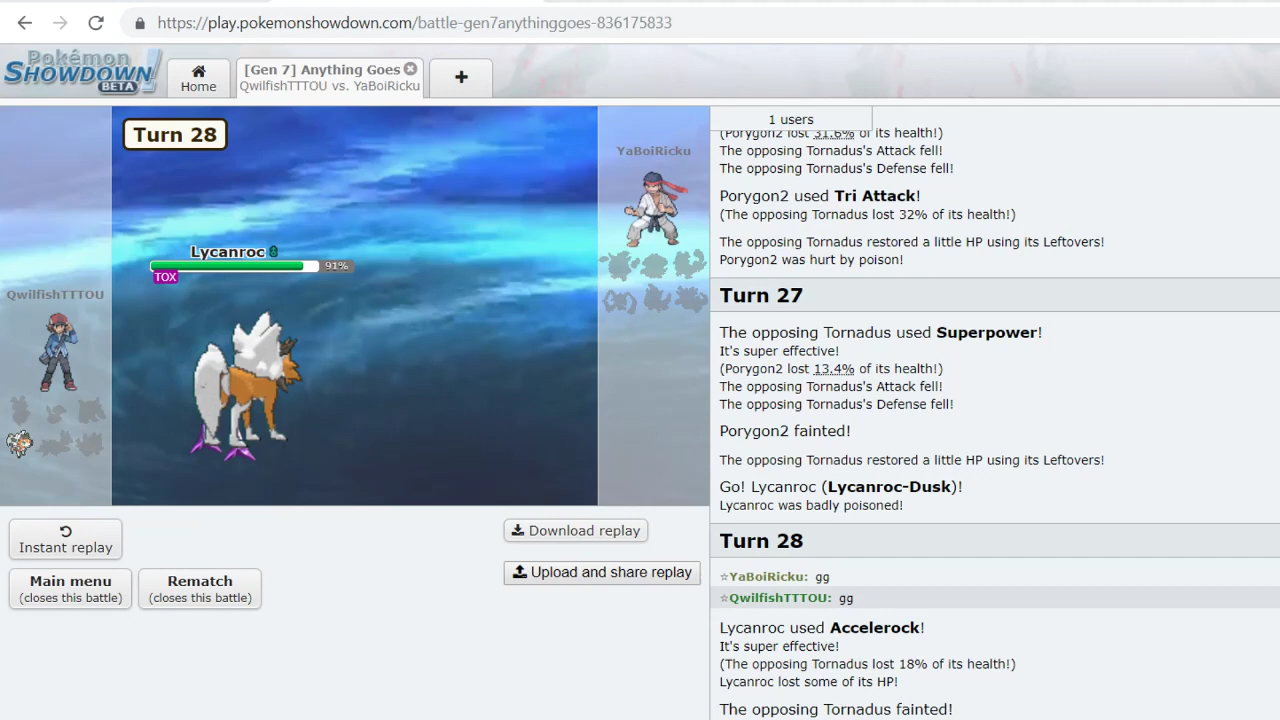 https://play.pokemonshowdown.com/battle-gen7anythinggoes-836175833
Pokémon
SHOWDOWN!
BETA
Home
[Gen 7] Anything Goes
QwilfishTTTOU vs. YaBoiRicku
+
Turn 28
YaBoiRicku
Lycanroc
91%
TOX
QwilfishTTTOU
Instant replay
Download replay
Upload and share replay
Main menu
(closes this battle)
Rematch
(closes this battle)
1 users
(Porygon2 lost 31.6% of its health!)
The opposing Tornadus's Attack fell!
The opposing Tornadus's Defense fell!
Porygon2 used Tri Attack!
(The opposing Tornadus lost 32% of its health!)
The opposing Tornadus restored a little HP using its Leftovers!
Porygon2 was hurt by poison!
Turn 27
The opposing Tornadus used Superpower!
It's super effective!
(Porygon2 lost 13.4% of its health!)
The opposing Tornadus's Attack fell!
The opposing Tornadus's Defense fell!
Porygon2 fainted!
The opposing Tornadus restored a little HP using its Leftovers!
Go! Lycanroc (Lycanroc-Dusk)!
Lycanroc was badly poisoned!
Turn 28
☆YaBoiRicku: gg
☆QwilfishTTTOU: gg
Lycanroc used Accelerock!
It's super effective!
(The opposing Tornadus lost 18% of its health!)
Lycanroc lost some of its HP!
The opposing Tornadus fainted!